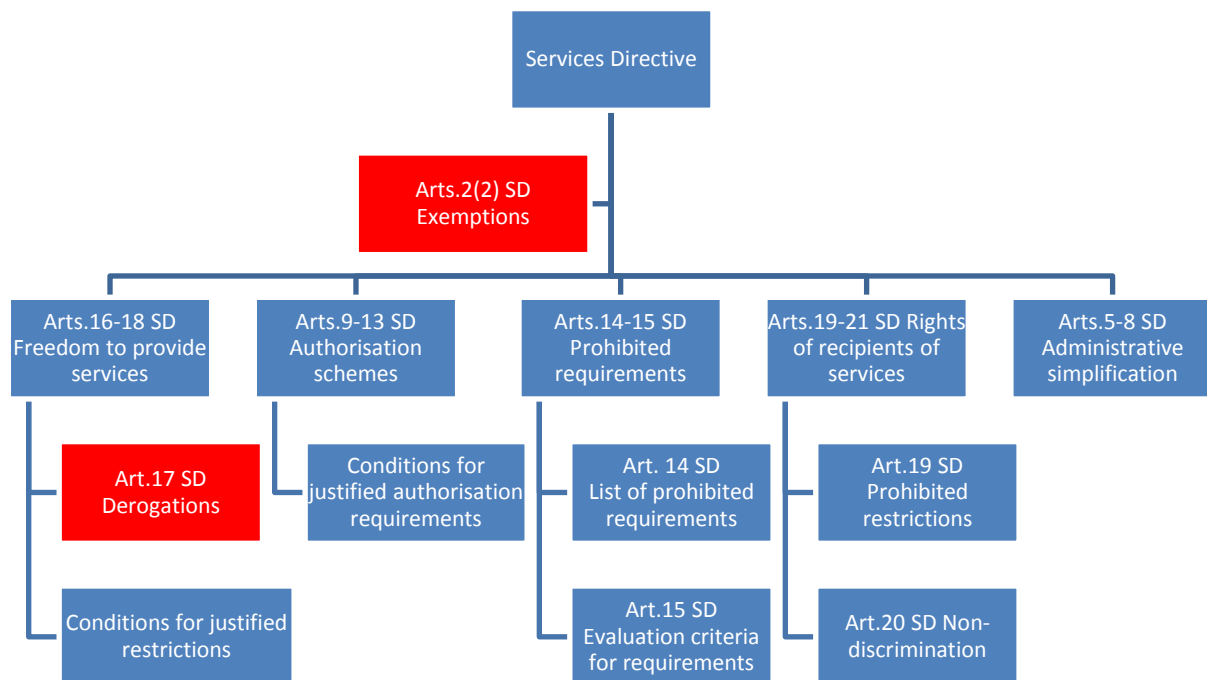 Services Directive
Arts.2(2) SD
Exemptions
Arts.16-18 SD
Freedom to provide
services
Arts.9-13 SD
Authorisation
schemes
Arts.14-15 SD
Prohibited
requirements
Arts.19-21 SD Rights
of recipients of
services
Arts.5-8 SD
Administrative
simplification
Art.17 SD
Derogations
Conditions for
justified authorisation
requirements
Art. 14 SD
List of prohibited
requirements
Art.19 SD
Prohibited
restrictions
Conditions for justified
restrictions
Art.15 SD
Evaluation criteria
for requirements
Art.20 SD Non-
discrimination